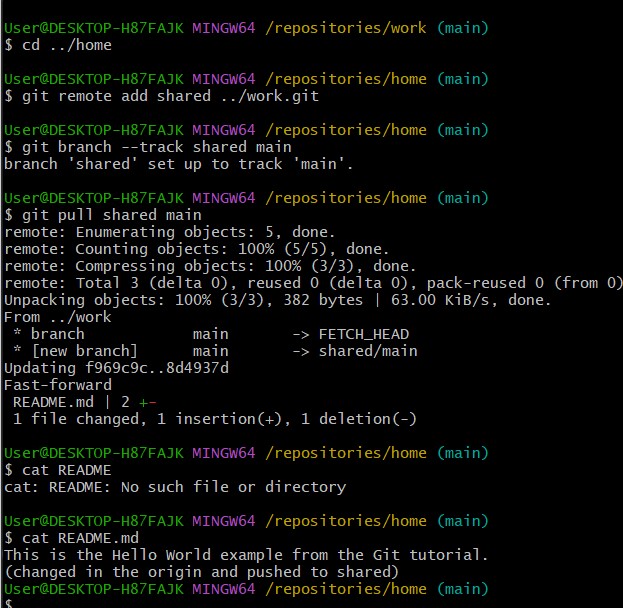 User@DESKTOP-H87FAJK MINGW64 /repositories/work (main)
$ cd ../home
User@DESKTOP-H87FAJK MINGW64 /repositories/home (main)
$ git remote add shared ../work.git
User@DESKTOP-H87FAJK MINGW64 /repositories/home (main)
$ git branch --track shared main
branch 'shared' set up to track 'main'.
User@DESKTOP-H87FAJK MINGW64 /repositories/home (main)
$ git pull shared main
remote: Enumerating objects: 5, done.
remote: Counting objects: 100% (5/5), done.
remote: Compressing objects: 100% (3/3), done.
remote: Total 3 (delta 0), reused 0 (delta 0), pack-reused 0 (from 0)
Unpacking objects: 100% (3/3), 382 bytes | 63.00 KiB/s, done.
From ../work
 * branch            main       -> FETCH_HEAD
 * [new branch]      main       -> shared/main
Updating f969c9c..8d4937d
Fast-forward
 README.md | 2 +-
 1 file changed, 1 insertion(+), 1 deletion(-)
User@DESKTOP-H87FAJK MINGW64 /repositories/home (main)
$ cat README
cat: README: No such file or directory
User@DESKTOP-H87FAJK MINGW64 /repositories/home (main)
$ cat README.md
This is the Hello World example from the Git tutorial.
(changed in the origin and pushed to shared)
User@DESKTOP-H87FAJK MINGW64 /repositories/home (main)
$